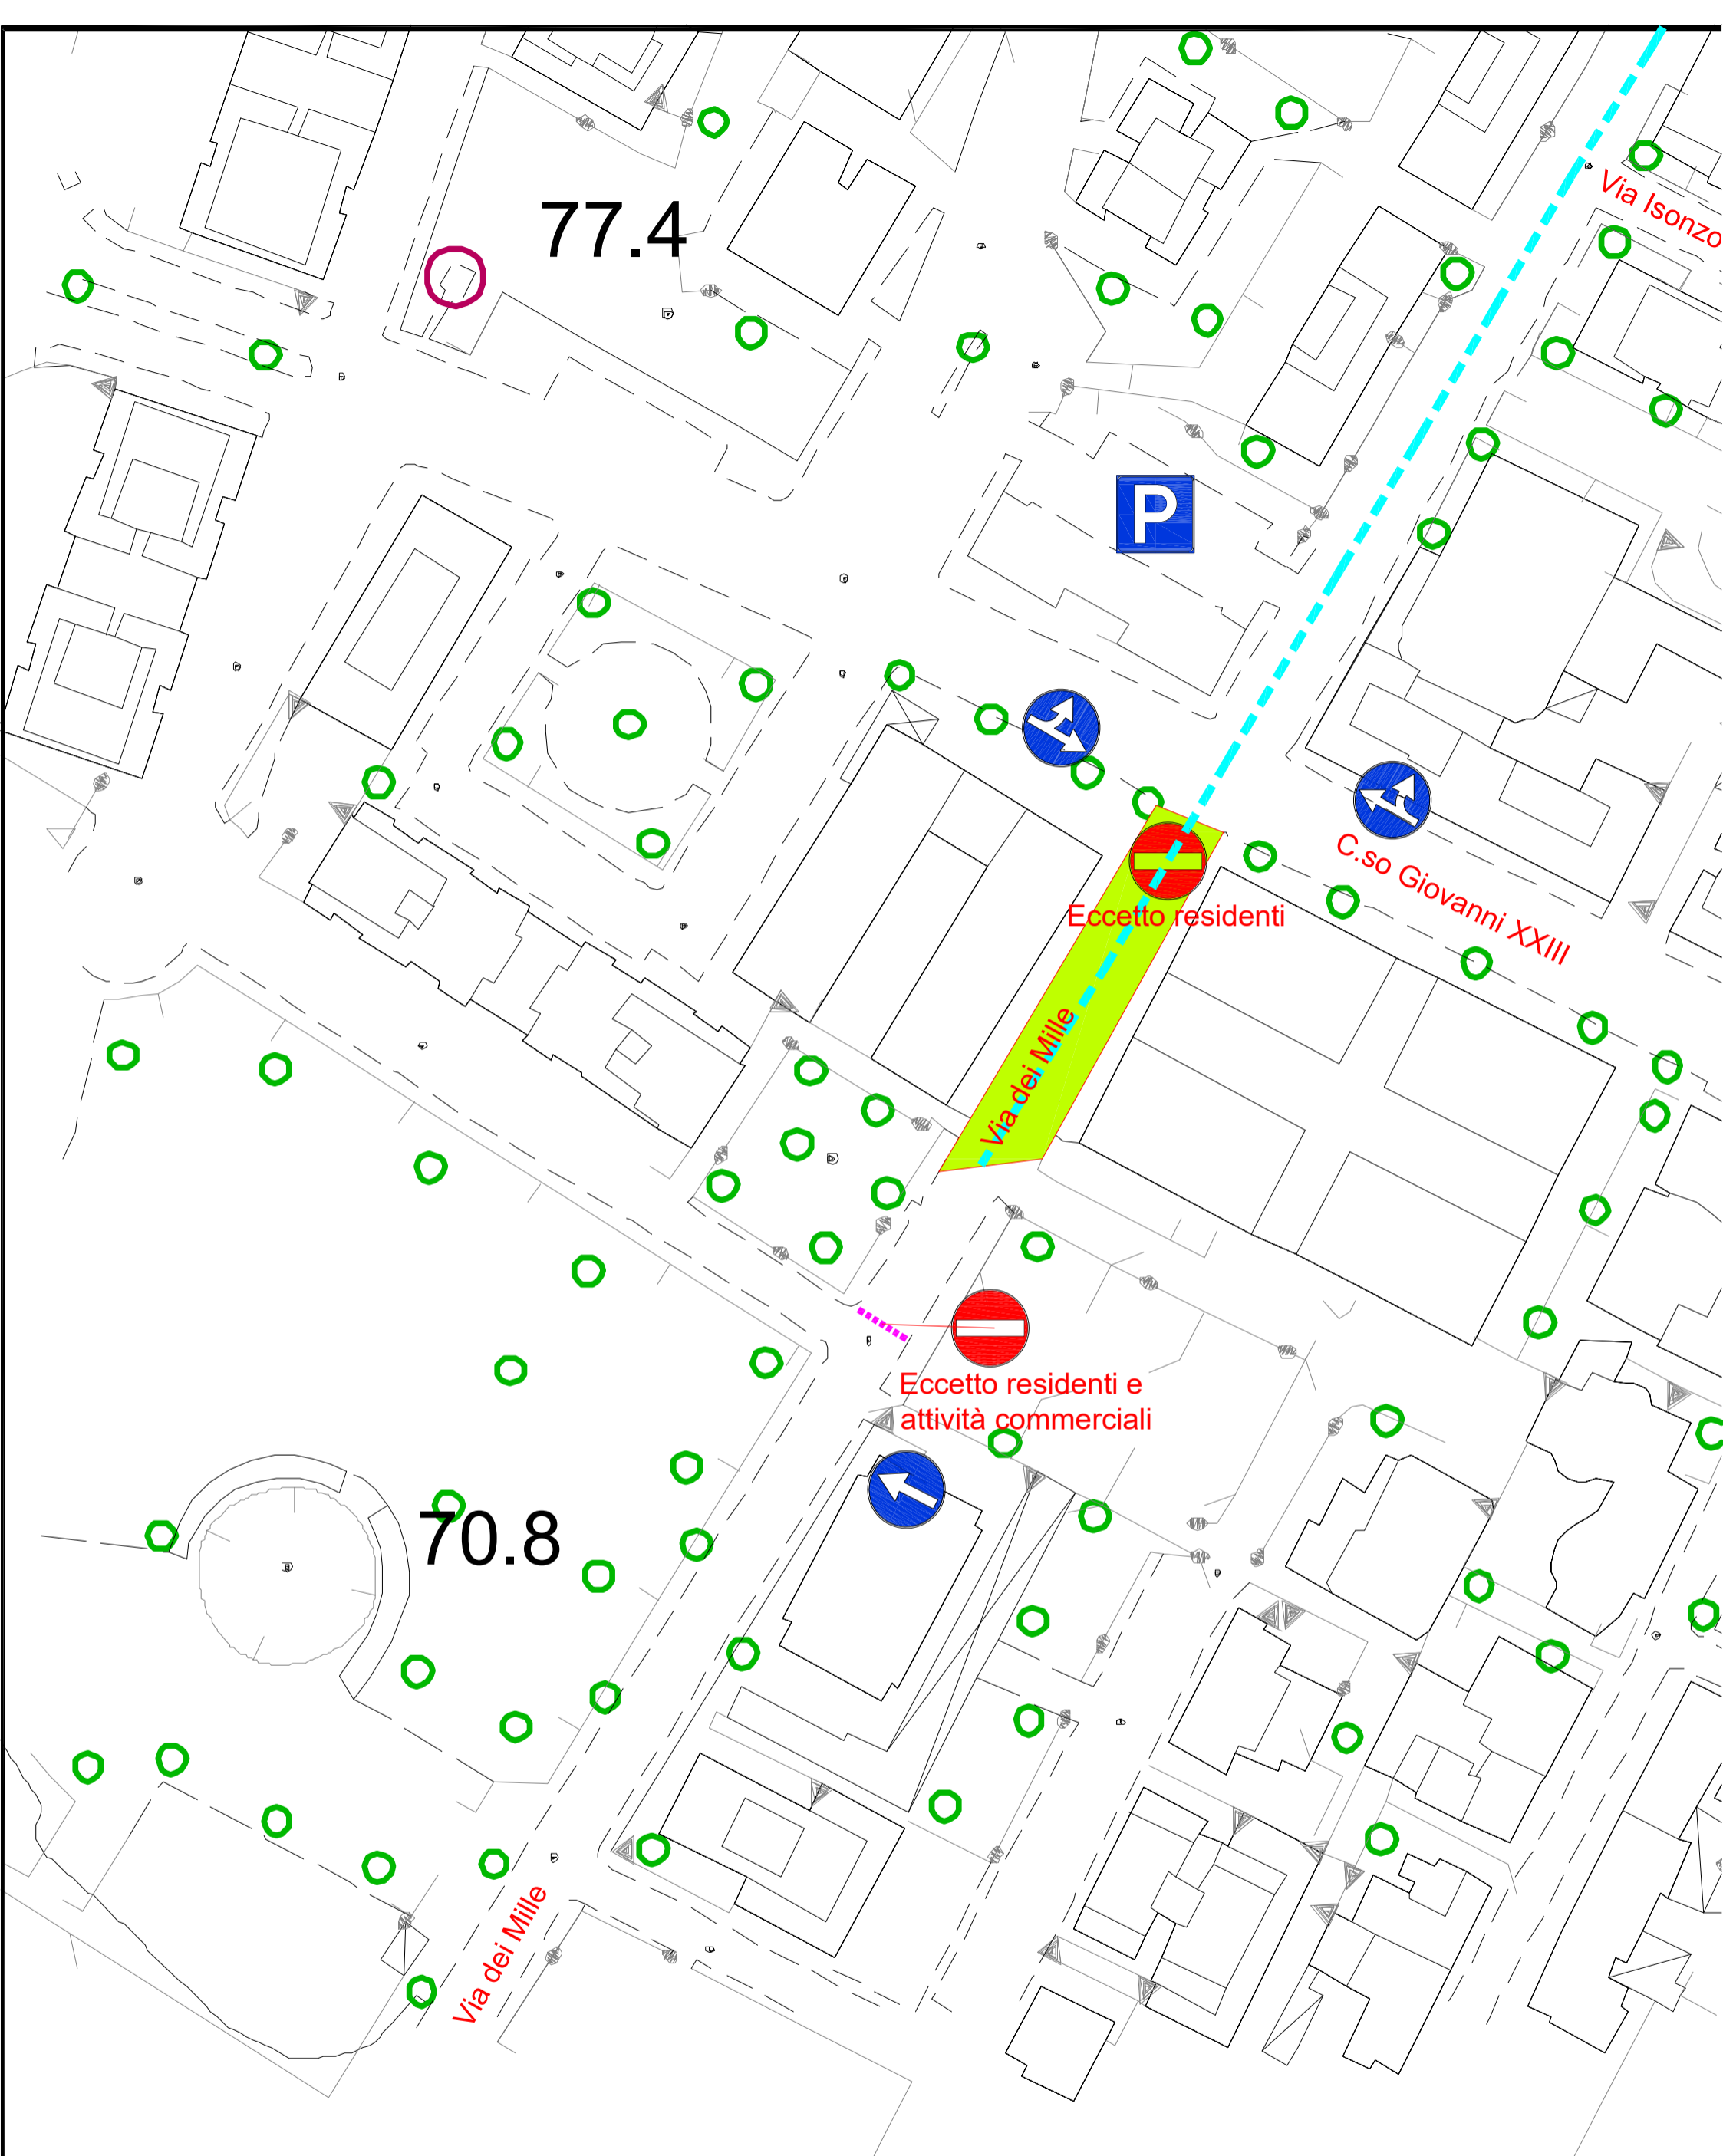 Via Isonzo
77.4
P
C.so Giovanni XXIII
Eccetto residenti
Via dei Mille
Eccetto residenti e
attività commerciali
70.8
Via dei Mille